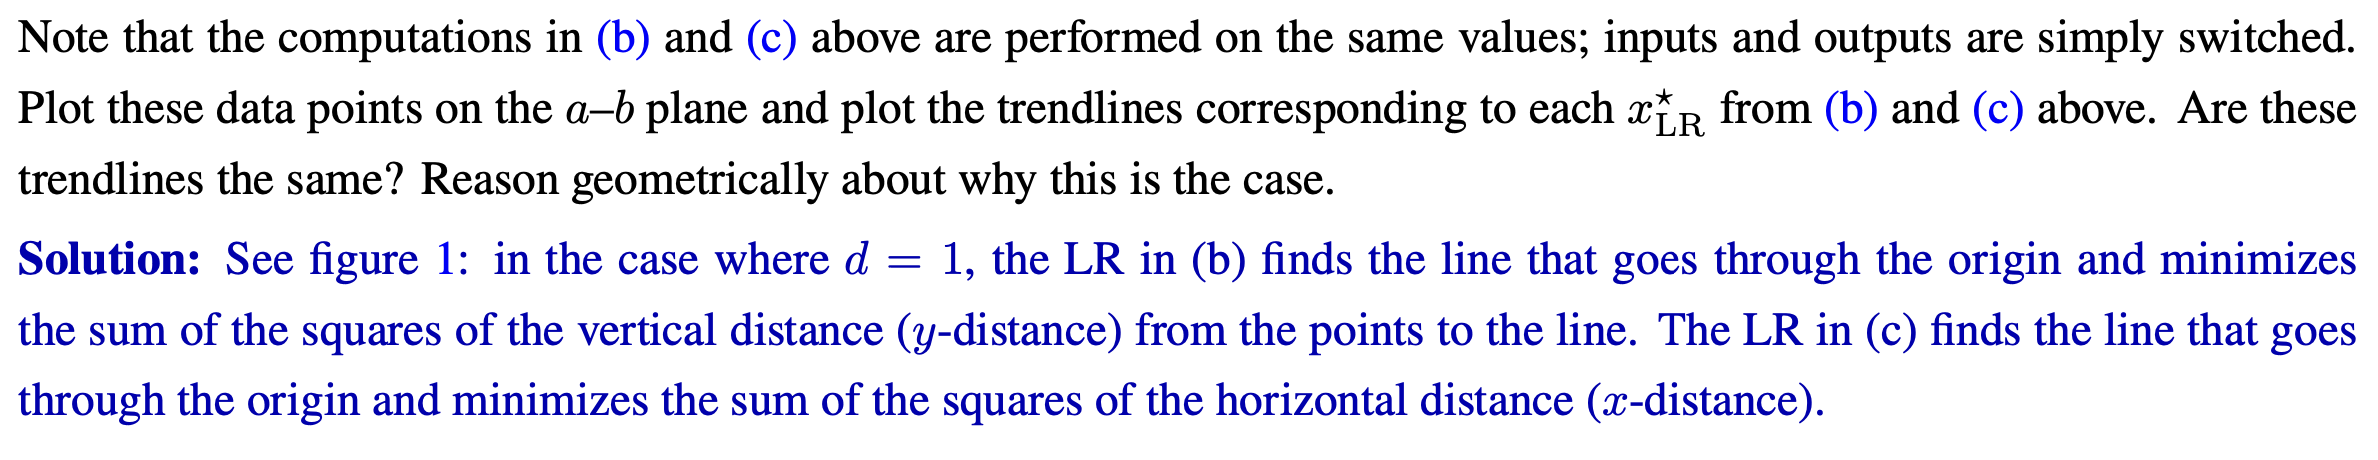 Note that the computations in (b) and (c) above are performed on the same values; inputs and outputs are simply switched.
Plot these data points on the a–b plane and plot the trendlines corresponding to each x⋆LR from (b) and (c) above. Are these
trendlines the same? Reason geometrically about why this is the case.
Solution: See figure 1: in the case where d = 1, the LR in (b) finds the line that goes through the origin and minimizes
the sum of the squares of the vertical distance (y-distance) from the points to the line. The LR in (c) finds the line that goes
through the origin and minimizes the sum of the squares of the horizontal distance (x-distance).